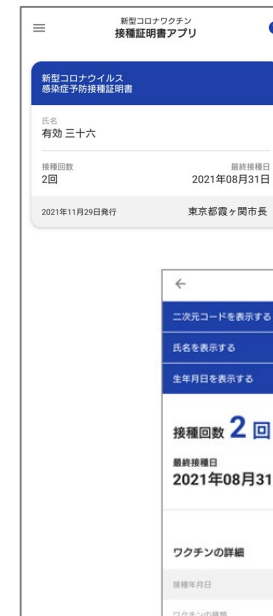 新型コロナワクチン
接種証明書アプリ
新型コロナウイルス
感染症予防接種証明書
氏名
有効 三十六
接種回数 最終接種日
2回 2021年08月31日
2021年11月29日発行 東京都霞ヶ関市長
二次元コードを表示する
氏名を表示する
生年月日を表示する
接種回数 2 回
最終接種日
2021年08月31
ワクチンの詳細
接種年月日
ワクチンの種類